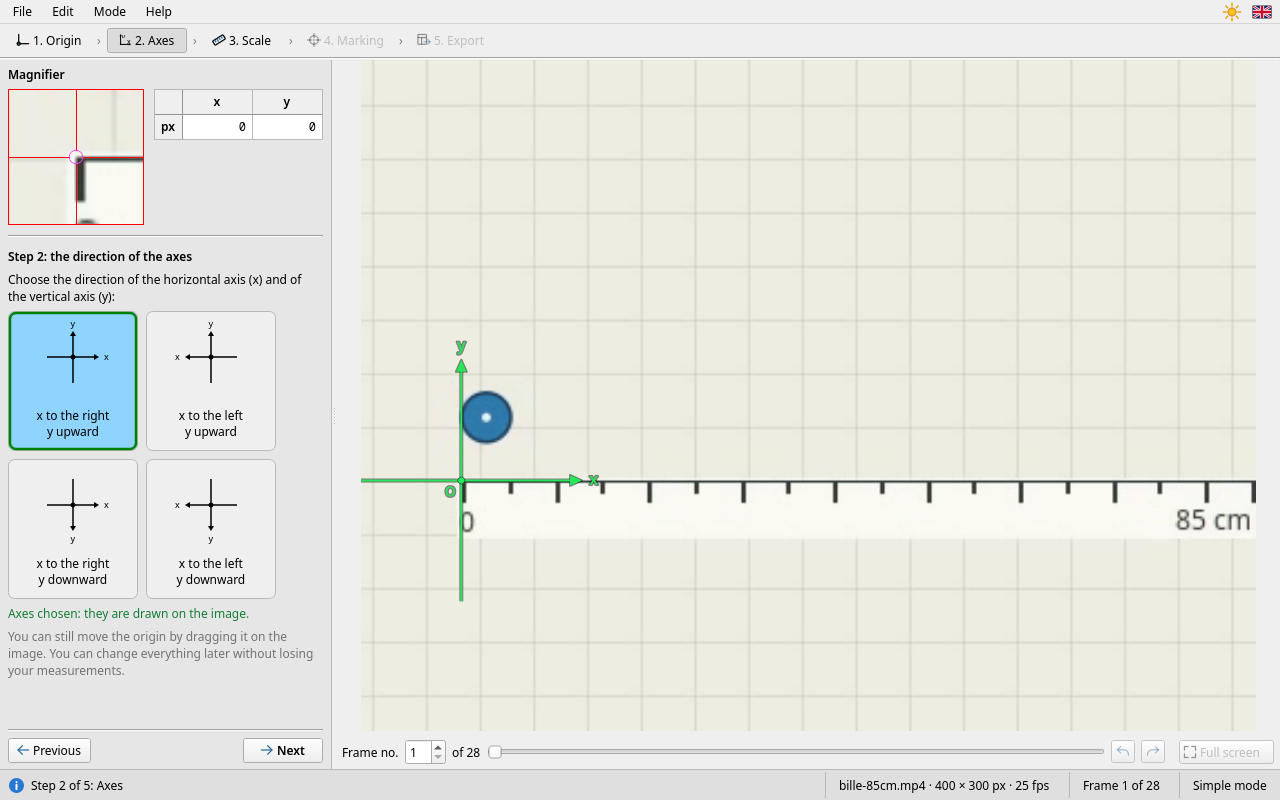 File Edit Mode Help
1. Origin › 2. Axes › 3. Scale › 4. Marking › 5. Export
Magnifier
x y
px 0 0
Step 2: the direction of the axes
Choose the direction of the horizontal axis (x) and of
the vertical axis (y):
y
x
x to the right
y upward
y
x
x to the left
y upward
x
y
x to the right
y downward
x
y
x to the left
y downward
Axes chosen: they are drawn on the image.
You can still move the origin by dragging it on the
image. You can change everything later without losing
your measurements.
Previous Next
y
x
O
0 85 cm
Frame no. 1 of 28 Full screen
Step 2 of 5: Axes bille-85cm.mp4 · 400 × 300 px · 25 fps Frame 1 of 28 Simple mode